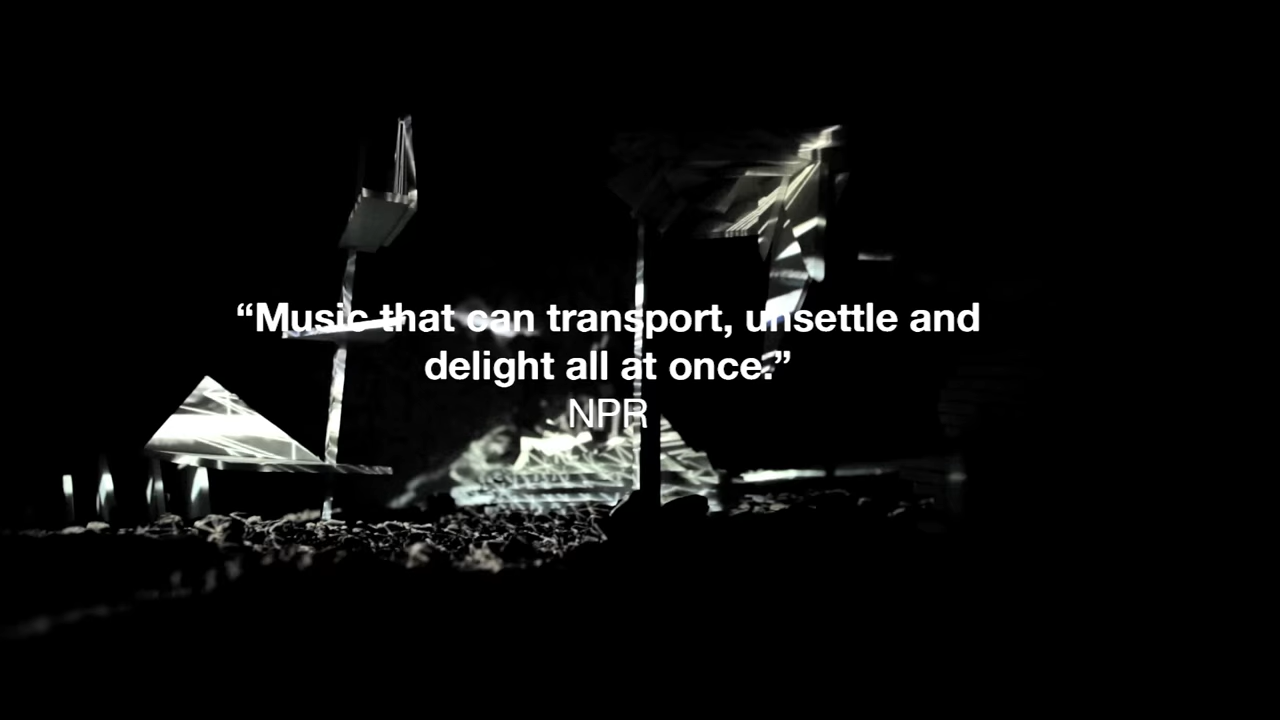 “Music that can transport, unsettle and
delight all at once.”
NPR